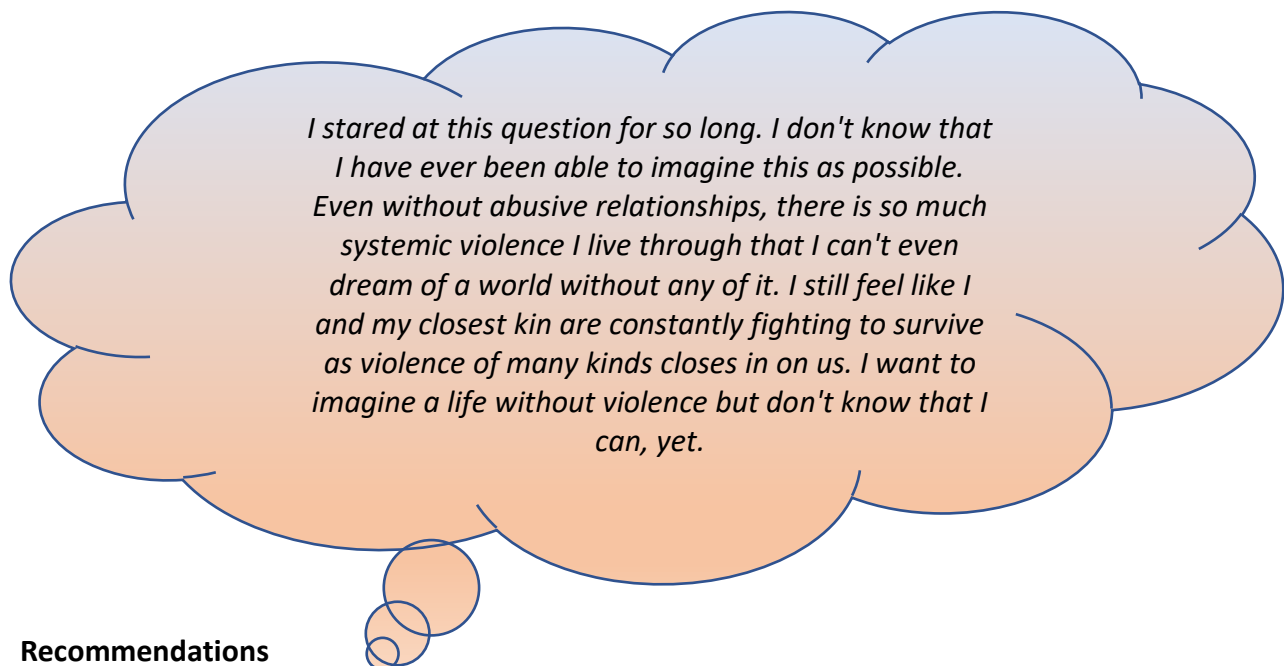 I stared at this question for so long. I don't know that
I have ever been able to imagine this as possible.
Even without abusive relationships, there is so much
systemic violence I live through that I can't even
dream of a world without any of it. I still feel like I
and my closest kin are constantly fighting to survive
as violence of many kinds closes in on us. I want to
imagine a life without violence but don't know that I
can, yet.
Recommendations